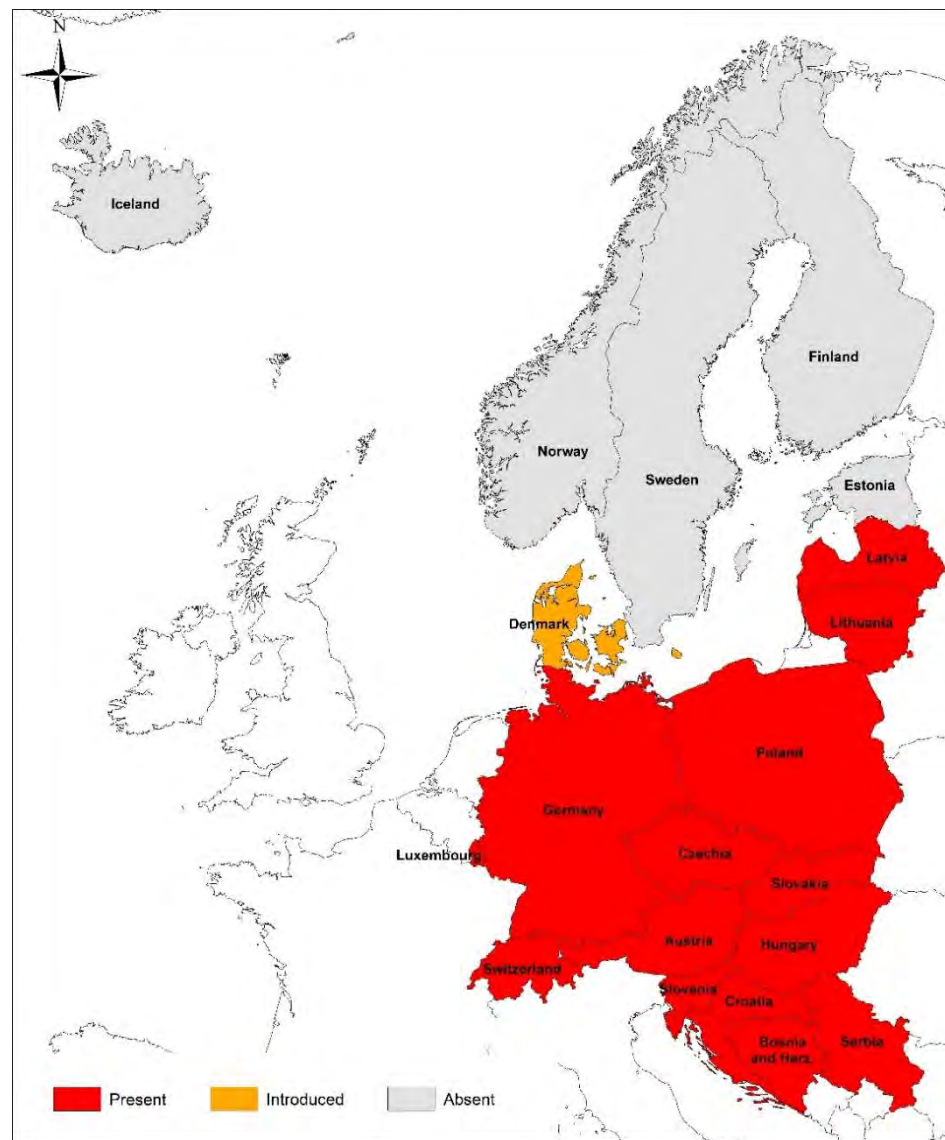 N
Iceland
Finland
Norway
Sweden
Estonia
Latvia
Denmark
Lithuania
Poland
Germany
Luxembourg
Czechia
Slovakia
Austria
Hungary
Switzerland
Slovenia
Croatia
Bosnia
and Herz.
Serbia
Present
Introduced
Absent